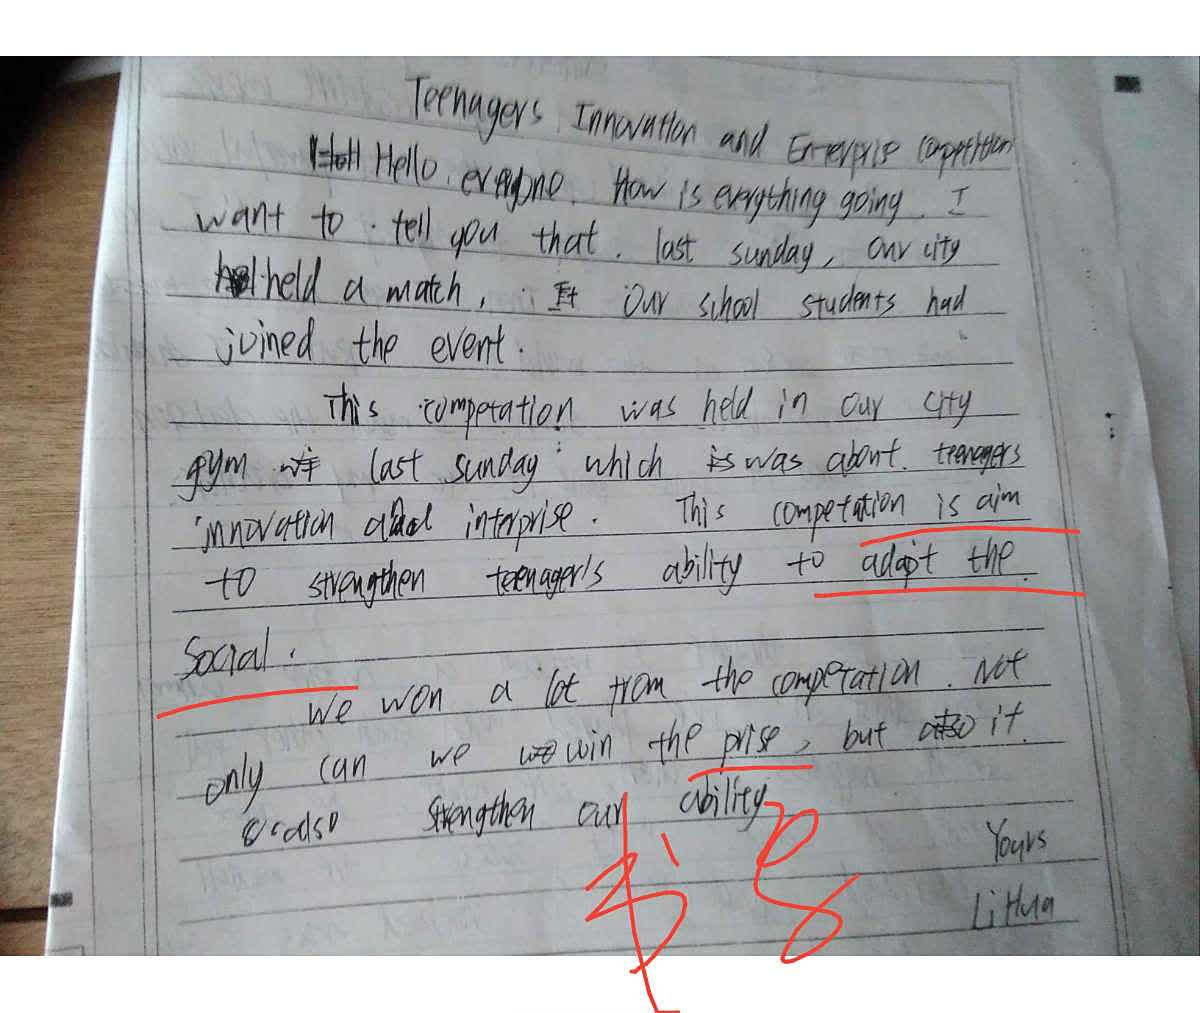 Teenagers Innovation and Enterprise Competition
Hello everyone. How is everything going. I
want to tell you that. last sunday, our city
held a match. Our school students had
joined the event.
This competation was held in our city
gym last sunday which was about teenagers
innovation and interprise. This competation is aim
to strengthen teenager's ability to adapt the
Social.
We won a lot from the competation. Not
only can we win the prise, but it
also strengthen our ability
书
Yours
LiHua